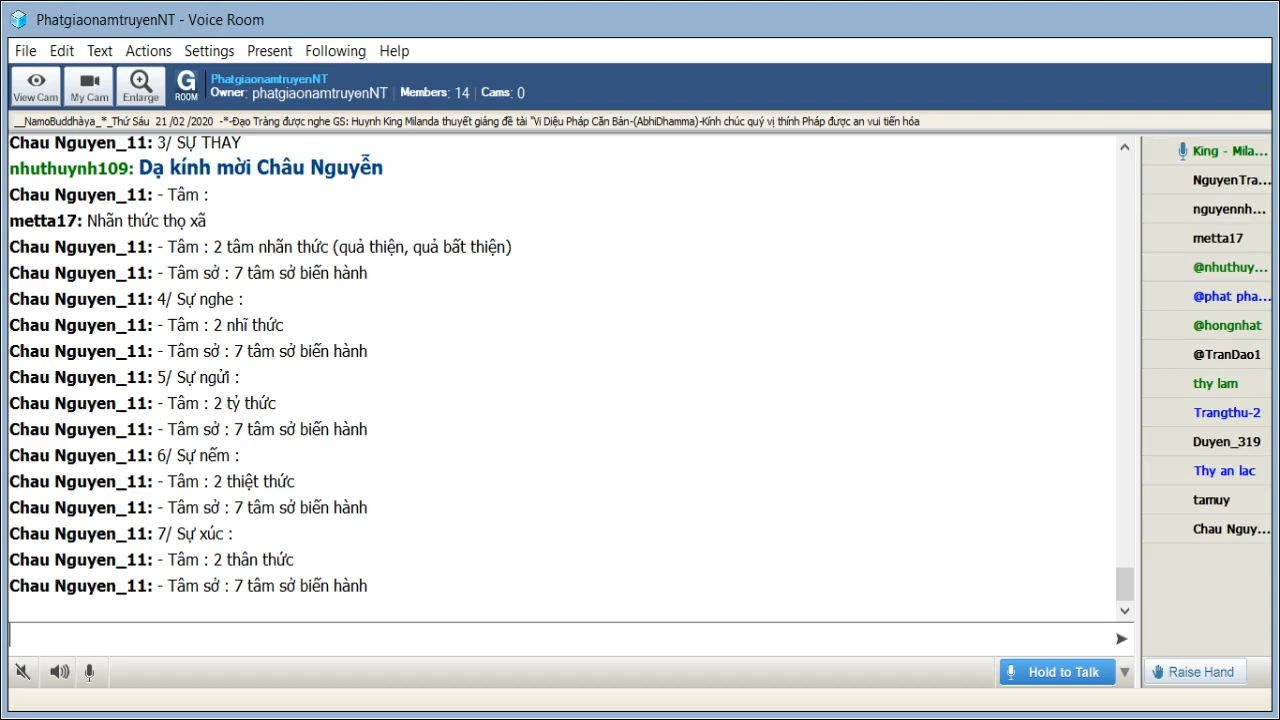 PhatgiaonamtruyenNT - Voice Room
File Edit Text Actions Settings Present Following Help
View Cam My Cam Enlarge G ROOM
PhatgiaonamtruyenNT
Owner: phatgiaonamtruyenNT | Members: 14 | Cams: 0
__NamoBuddhàya_*_Thứ Sáu 21 /02 /2020 -*-Đạo Tràng được nghe GS: Huynh King Milanda thuyết giảng đề tài "Vi Diệu Pháp Căn Bản-(AbhiDhamma)-Kính chúc quý vị thính Pháp được an vui tiến hóa
Chau Nguyen_11: 3/ SỰ THAY
nhuthuynh109: Dạ kính mời Châu Nguyễn
Chau Nguyen_11: - Tâm :
metta17: Nhãn thức thọ xã
Chau Nguyen_11: - Tâm : 2 tâm nhãn thức (quả thiện, quả bất thiện)
Chau Nguyen_11: - Tâm sở : 7 tâm sở biến hành
Chau Nguyen_11: 4/ Sự nghe :
Chau Nguyen_11: - Tâm : 2 nhĩ thức
Chau Nguyen_11: - Tâm sở : 7 tâm sở biến hành
Chau Nguyen_11: 5/ Sự ngửi :
Chau Nguyen_11: - Tâm : 2 tỷ thức
Chau Nguyen_11: - Tâm sở : 7 tâm sở biến hành
Chau Nguyen_11: 6/ Sự nếm :
Chau Nguyen_11: - Tâm : 2 thiệt thức
Chau Nguyen_11: - Tâm sở : 7 tâm sở biến hành
Chau Nguyen_11: 7/ Sự xúc :
Chau Nguyen_11: - Tâm : 2 thân thức
Chau Nguyen_11: - Tâm sở : 7 tâm sở biến hành
King - Mila...
NguyenTra...
nguyennh...
metta17
@nhuthuy...
@phat pha...
@hongnhat
@TranDao1
thy lam
Trangthu-2
Duyen_319
Thy an lac
tamuy
Chau Nguy...
Hold to Talk
Raise Hand